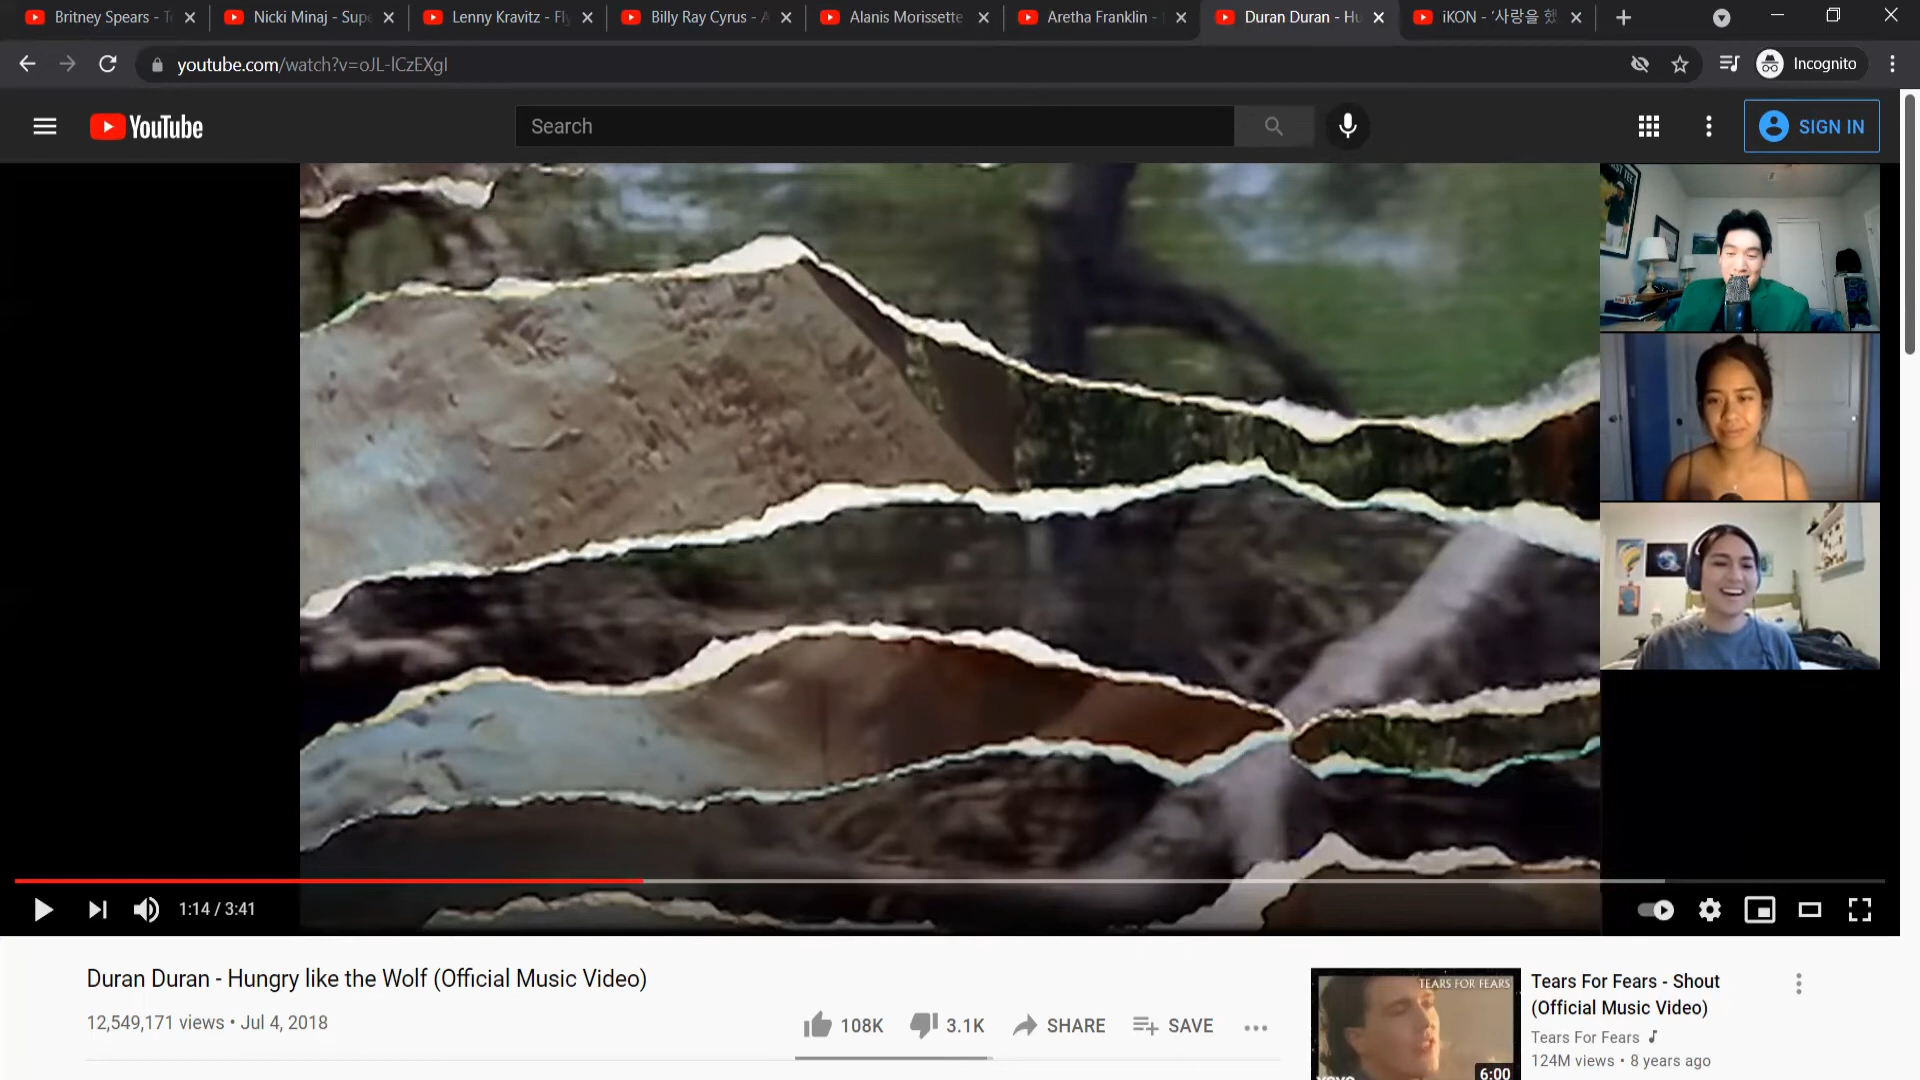 Britney Spears - T
Nicki Minaj - Supe
Lenny Kravitz - Fly
Billy Ray Cyrus - A
Alanis Morissette
Aretha Franklin -
Duran Duran - Hu
iKON - '사랑을 했
youtube.com/watch?v=oJL-lCzEXgI
Incognito
YouTube
Search
SIGN IN
1:14 / 3:41
Duran Duran - Hungry like the Wolf (Official Music Video)
12,549,171 views • Jul 4, 2018
108K
3.1K
SHARE
SAVE
TEARS FOR FEARS
vevo
6:00
Tears For Fears - Shout
(Official Music Video)
Tears For Fears
124M views • 8 years ago